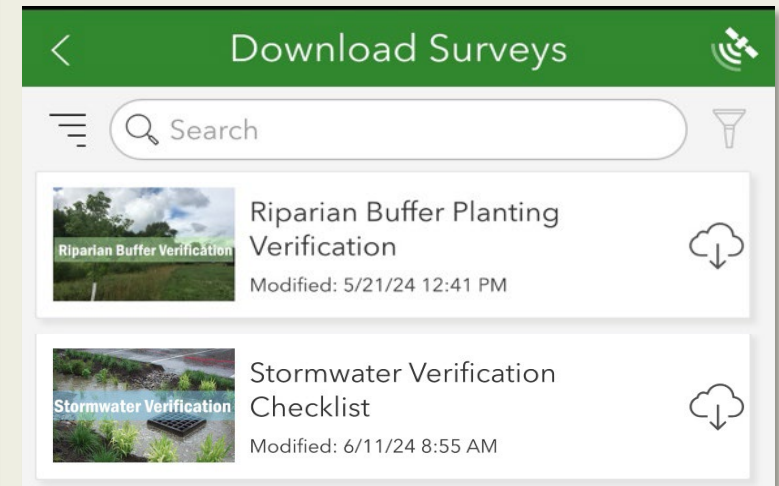 Download Surveys
Search
Riparian Buffer Verification
Riparian Buffer Planting
Verification
Modified: 5/21/24 12:41 PM
Stormwater Verification
Stormwater Verification
Checklist
Modified: 6/11/24 8:55 AM